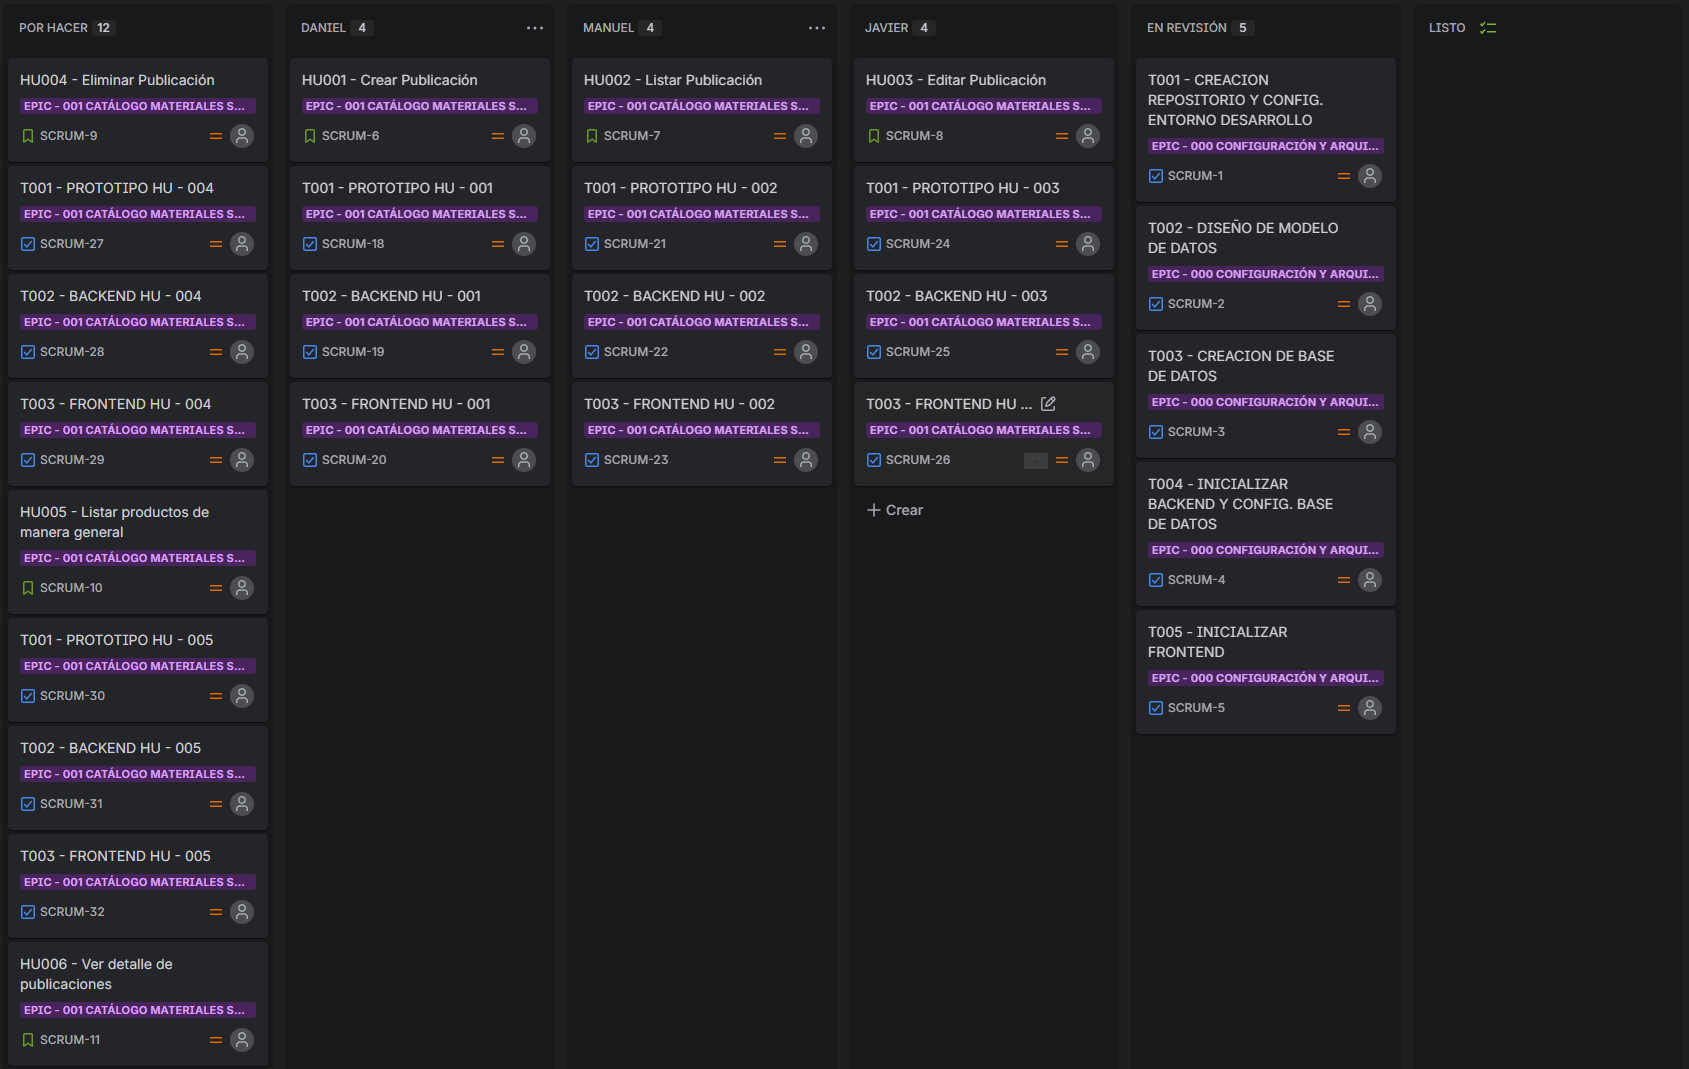 POR HACER 12
HU004 - Eliminar Publicación
EPIC - 001 CATÁLOGO MATERIALES S...
SCRUM-9
T001 - PROTOTIPO HU - 004
EPIC - 001 CATÁLOGO MATERIALES S...
SCRUM-27
T002 - BACKEND HU - 004
EPIC - 001 CATÁLOGO MATERIALES S...
SCRUM-28
T003 - FRONTEND HU - 004
EPIC - 001 CATÁLOGO MATERIALES S...
SCRUM-29
HU005 - Listar productos de
manera general
EPIC - 001 CATÁLOGO MATERIALES S...
SCRUM-10
T001 - PROTOTIPO HU - 005
EPIC - 001 CATÁLOGO MATERIALES S...
SCRUM-30
T002 - BACKEND HU - 005
EPIC - 001 CATÁLOGO MATERIALES S...
SCRUM-31
T003 - FRONTEND HU - 005
EPIC - 001 CATÁLOGO MATERIALES S...
SCRUM-32
HU006 - Ver detalle de
publicaciones
EPIC - 001 CATÁLOGO MATERIALES S...
SCRUM-11
DANIEL 4
HU001 - Crear Publicación
EPIC - 001 CATÁLOGO MATERIALES S...
SCRUM-6
T001 - PROTOTIPO HU - 001
EPIC - 001 CATÁLOGO MATERIALES S...
SCRUM-18
T002 - BACKEND HU - 001
EPIC - 001 CATÁLOGO MATERIALES S...
SCRUM-19
T003 - FRONTEND HU - 001
EPIC - 001 CATÁLOGO MATERIALES S...
SCRUM-20
MANUEL 4
HU002 - Listar Publicación
EPIC - 001 CATÁLOGO MATERIALES S...
SCRUM-7
T001 - PROTOTIPO HU - 002
EPIC - 001 CATÁLOGO MATERIALES S...
SCRUM-21
T002 - BACKEND HU - 002
EPIC - 001 CATÁLOGO MATERIALES S...
SCRUM-22
T003 - FRONTEND HU - 002
EPIC - 001 CATÁLOGO MATERIALES S...
SCRUM-23
JAVIER 4
HU003 - Editar Publicación
EPIC - 001 CATÁLOGO MATERIALES S...
SCRUM-8
T001 - PROTOTIPO HU - 003
EPIC - 001 CATÁLOGO MATERIALES S...
SCRUM-24
T002 - BACKEND HU - 003
EPIC - 001 CATÁLOGO MATERIALES S...
SCRUM-25
T003 - FRONTEND HU ...
EPIC - 001 CATÁLOGO MATERIALES S...
SCRUM-26
Crear
EN REVISIÓN 5
T001 - CREACION
REPOSITORIO Y CONFIG.
ENTORNO DESARROLLO
EPIC - 000 CONFIGURACIÓN Y ARQUI...
SCRUM-1
T002 - DISEÑO DE MODELO
DE DATOS
EPIC - 000 CONFIGURACIÓN Y ARQUI...
SCRUM-2
T003 - CREACION DE BASE
DE DATOS
EPIC - 000 CONFIGURACIÓN Y ARQUI...
SCRUM-3
T004 - INICIALIZAR
BACKEND Y CONFIG. BASE
DE DATOS
EPIC - 000 CONFIGURACIÓN Y ARQUI...
SCRUM-4
T005 - INICIALIZAR
FRONTEND
EPIC - 000 CONFIGURACIÓN Y ARQUI...
SCRUM-5
LISTO